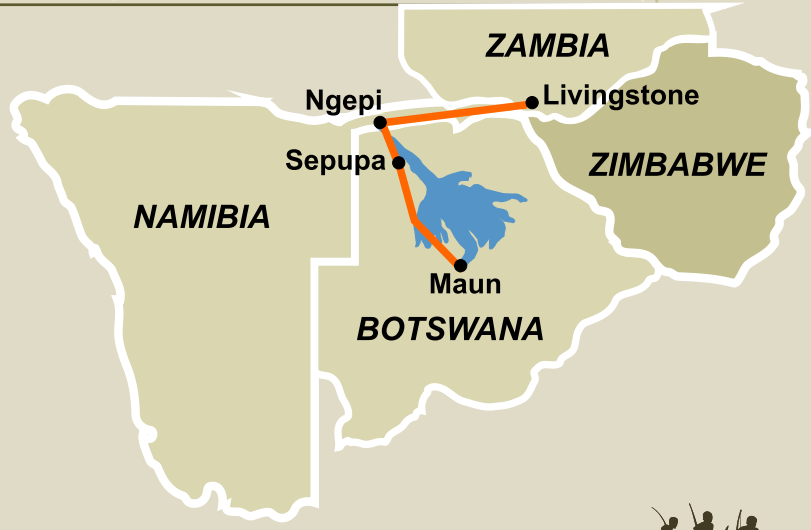 ZAMBIA
Ngepi
Livingstone
Sepupa
ZIMBABWE
NAMIBIA
Maun
BOTSWANA